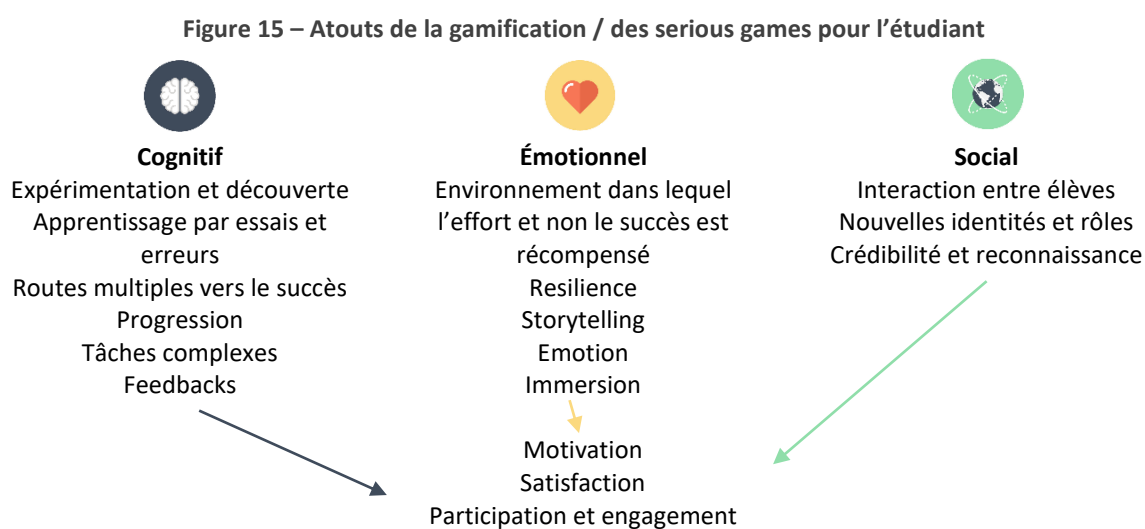 Figure 15 – Atouts de la gamification / des serious games pour l’étudiant
Cognitif
Expérimentation et découverte
Apprentissage par essais et
erreurs
Routes multiples vers le succès
Progression
Tâches complexes
Feedbacks
Émotionnel
Environnement dans lequel
l’effort et non le succès est
récompensé
Resilience
Storytelling
Emotion
Immersion
Social
Interaction entre élèves
Nouvelles identités et rôles
Crédibilité et reconnaissance
Motivation
Satisfaction
Participation et engagement